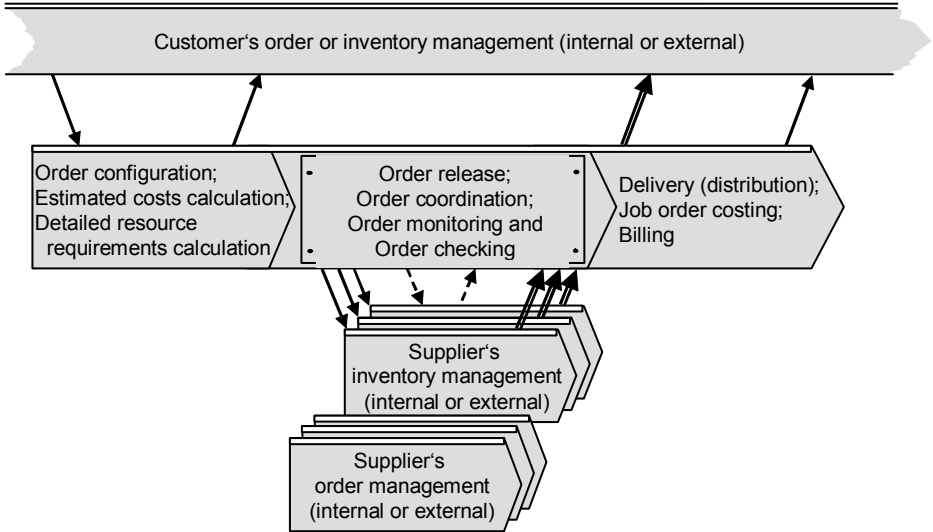 Customer‘s order or inventory management (internal or external)
Order configuration;
Estimated costs calculation;
Detailed resource
requirements calculation
Order release;
Order coordination;
Order monitoring and
Order checking
Delivery (distribution);
Job order costing;
Billing
Supplier‘s
inventory management
(internal or external)
Supplier‘s
order management
(internal or external)